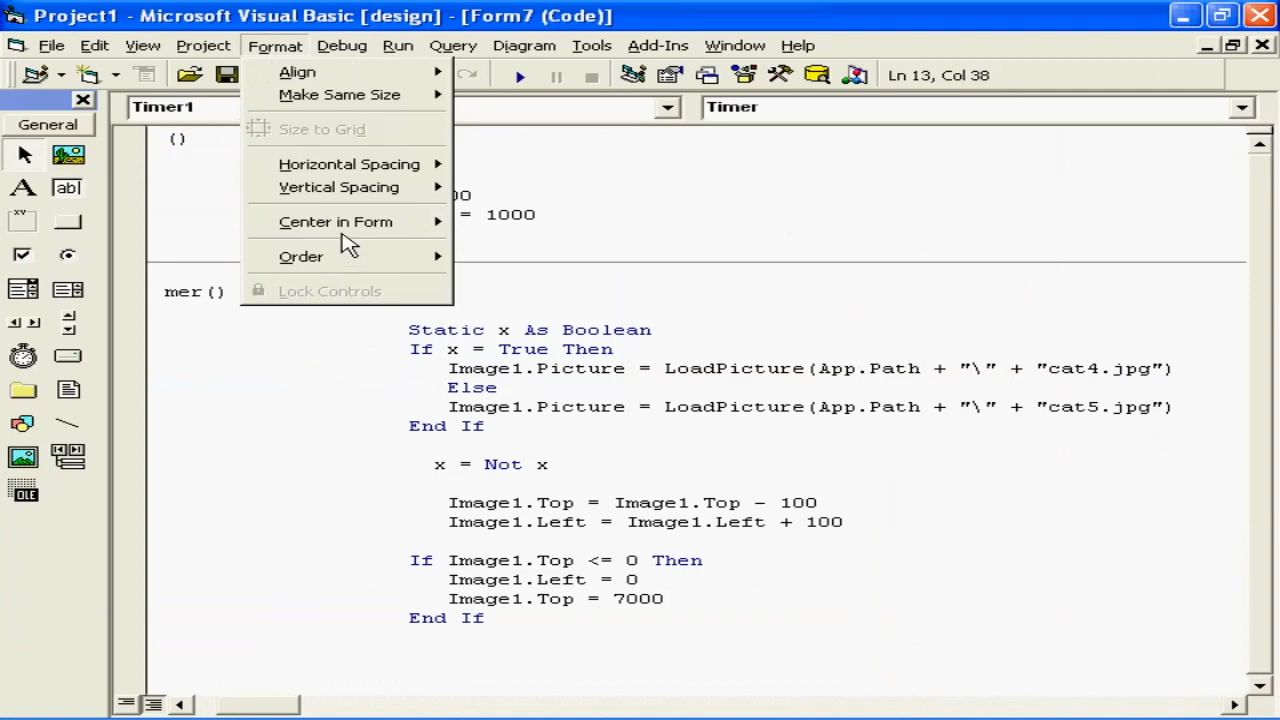 Project1 - Microsoft Visual Basic [design] - [Form7 (Code)]
File Edit View Project Format Debug Run Query Diagram Tools Add-Ins Window Help
Ln 13, Col 38
General
Timer1
Timer
Align
Make Same Size
Size to Grid
Horizontal Spacing
Vertical Spacing
Center in Form
Order
Lock Controls
A
ab|
XY
OLE
()
00
= 1000
mer()
Static x As Boolean
If x = True Then
Image1.Picture = LoadPicture(App.Path + "\" + "cat4.jpg")
Else
Image1.Picture = LoadPicture(App.Path + "\" + "cat5.jpg")
End If
x = Not x
Image1.Top = Image1.Top - 100
Image1.Left = Image1.Left + 100
If Image1.Top <= 0 Then
Image1.Left = 0
Image1.Top = 7000
End If